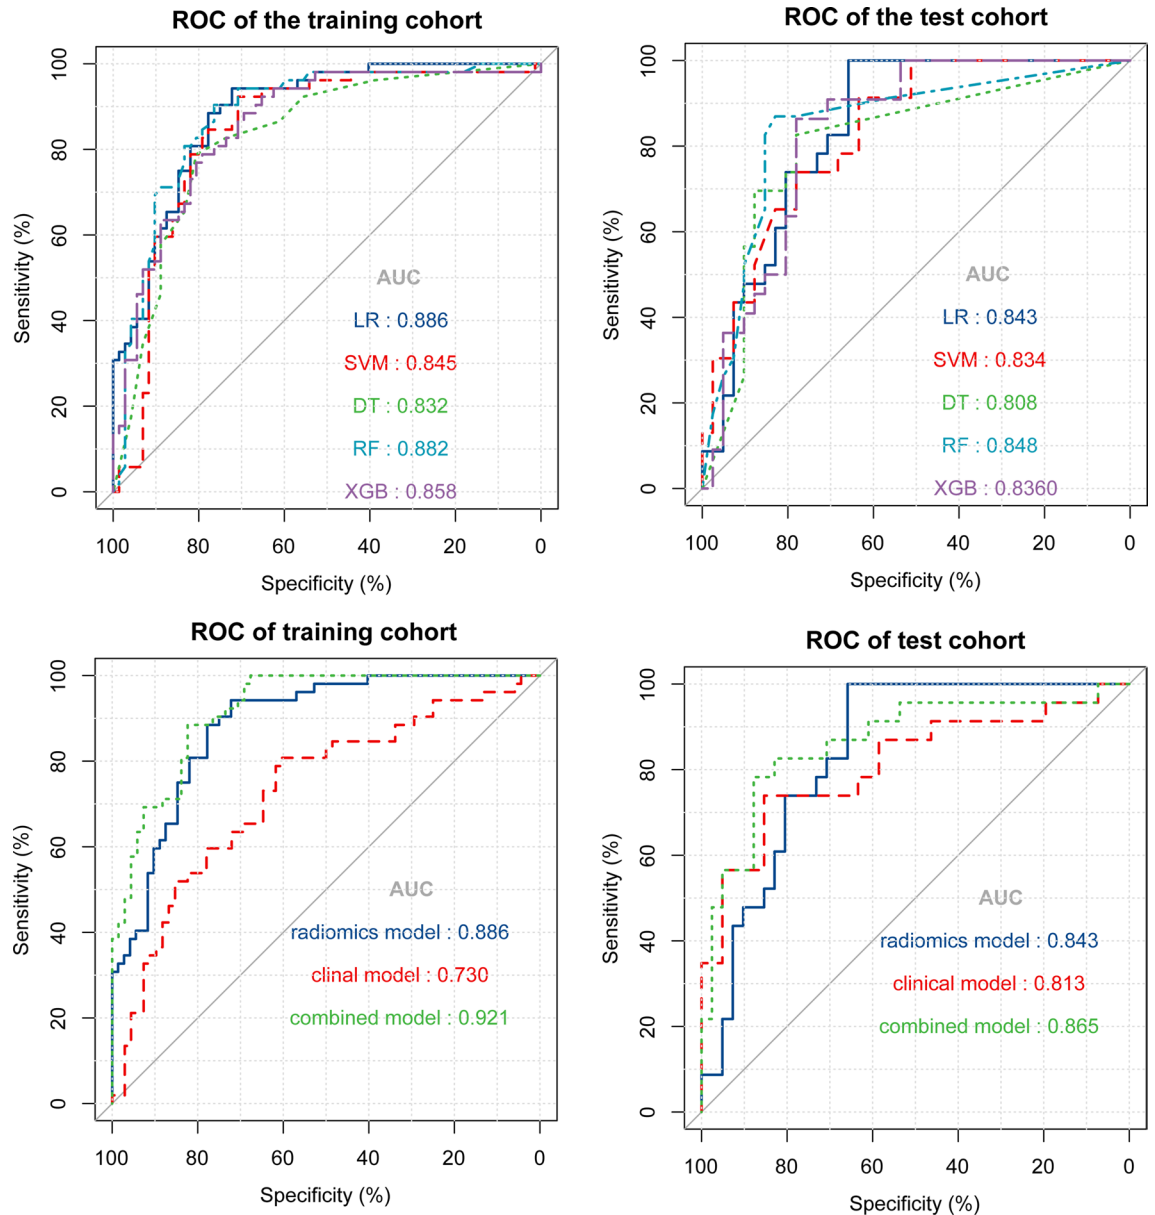 ROC of the training cohort
100
80
60
40
20
0
Sensitivity (%)
AUC
LR : 0.886
SVM : 0.845
DT : 0.832
RF : 0.882
XGB : 0.858
100 80 60 40 20 0
Specificity (%)
ROC of the test cohort
100
80
60
40
20
0
Sensitivity (%)
AUC
LR : 0.843
SVM : 0.834
DT : 0.808
RF : 0.848
XGB : 0.8360
100 80 60 40 20 0
Specificity (%)
ROC of training cohort
100
80
60
40
20
0
Sensitivity (%)
AUC
radiomics model : 0.886
clinal model : 0.730
combined model : 0.921
100 80 60 40 20 0
Specificity (%)
ROC of test cohort
100
80
60
40
20
0
Sensitivity (%)
AUC
radiomics model : 0.843
clinical model : 0.813
combined model : 0.865
100 80 60 40 20 0
Specificity (%)